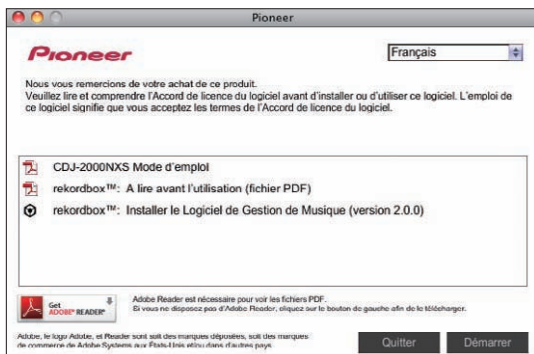 Pioneer
Pioneer
Français
Nous vous remercions de votre achat de ce produit.
Veuillez lire et comprendre l'Accord de licence du logiciel avant d'installer ou d'utiliser ce logiciel. L'emploi de
ce logiciel signifie que vous acceptez les termes de l'Accord de licence du logiciel.
CDJ-2000NXS Mode d'emploi
rekordbox™: A lire avant l'utilisation (fichier PDF)
rekordbox™: Installer le Logiciel de Gestion de Musique (version 2.0.0)
Get
ADOBE® READER®
Adobe Reader est nécessaire pour voir les fichiers PDF.
Si vous ne disposez pas d'Adobe Reader, cliquez sur le bouton de gauche afin de le télécharger.
Adobe, le logo Adobe, et Reader sont soit des marques déposées, soit des marques
de commerce de Adobe Systems aux États-Unis et/ou dans d'autres pays.
Quitter
Démarrer